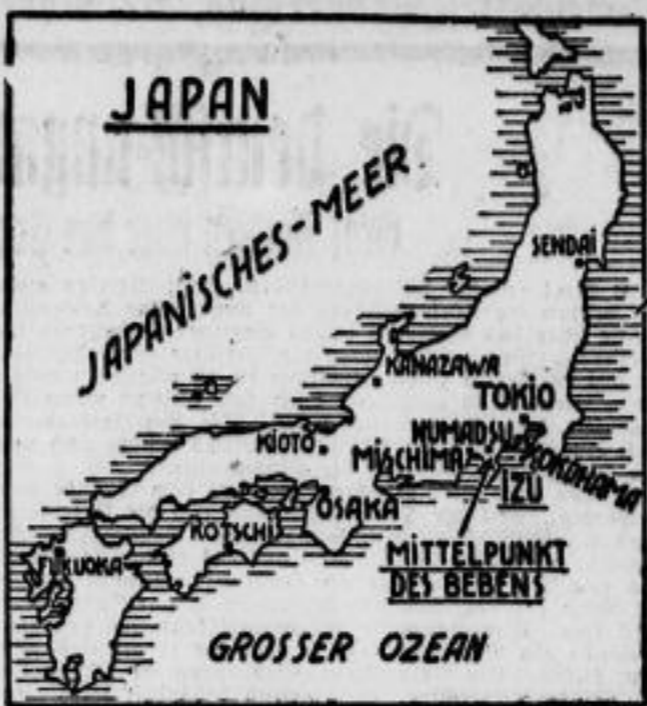 JAPAN
JAPANISCHES-MEER
SENDAI
KANAZAWA
TOKIO
KIOTO
NUMADSU
MISCHIMA
YOKOHAMA
IZU
OSAKA
KOTSCHI
FUKUOKA
MITTELPUNKT
DES BEBENS
GROSSER OZEAN